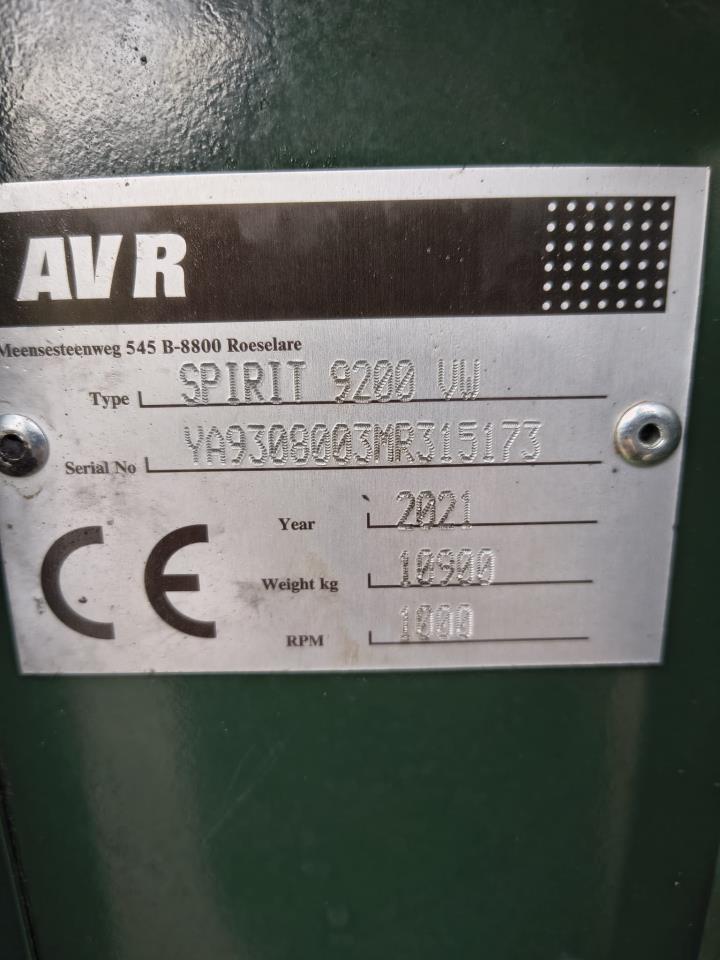 AVR
Meensesteenweg 545 B-8800 Roeselare
Type SPIRIT 9200 VW
Serial No YA9308003MR315173
Year 2021
Weight kg 10900
RPM 1000
CE